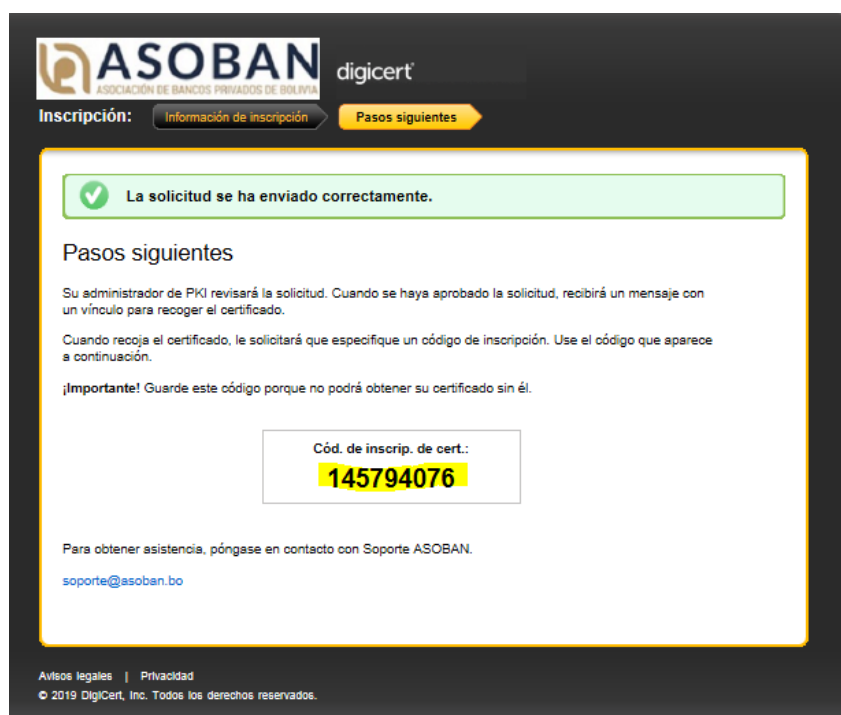 ASOBAN
ASOCIACIÓN DE BANCOS PRIVADOS DE BOLIVIA
digicert
Inscripción: Información de inscripción Pasos siguientes
La solicitud se ha enviado correctamente.
Pasos siguientes
Su administrador de PKI revisará la solicitud. Cuando se haya aprobado la solicitud, recibirá un mensaje con
un vínculo para recoger el certificado.
Cuando recoja el certificado, le solicitará que especifique un código de inscripción. Use el código que aparece
a continuación.
¡Importante! Guarde este código porque no podrá obtener su certificado sin él.
Cód. de inscrip. de cert.:
145794076
Para obtener asistencia, póngase en contacto con Soporte ASOBAN.
soporte@asoban.bo
Avisos legales | Privacidad
© 2019 DigiCert, Inc. Todos los derechos reservados.